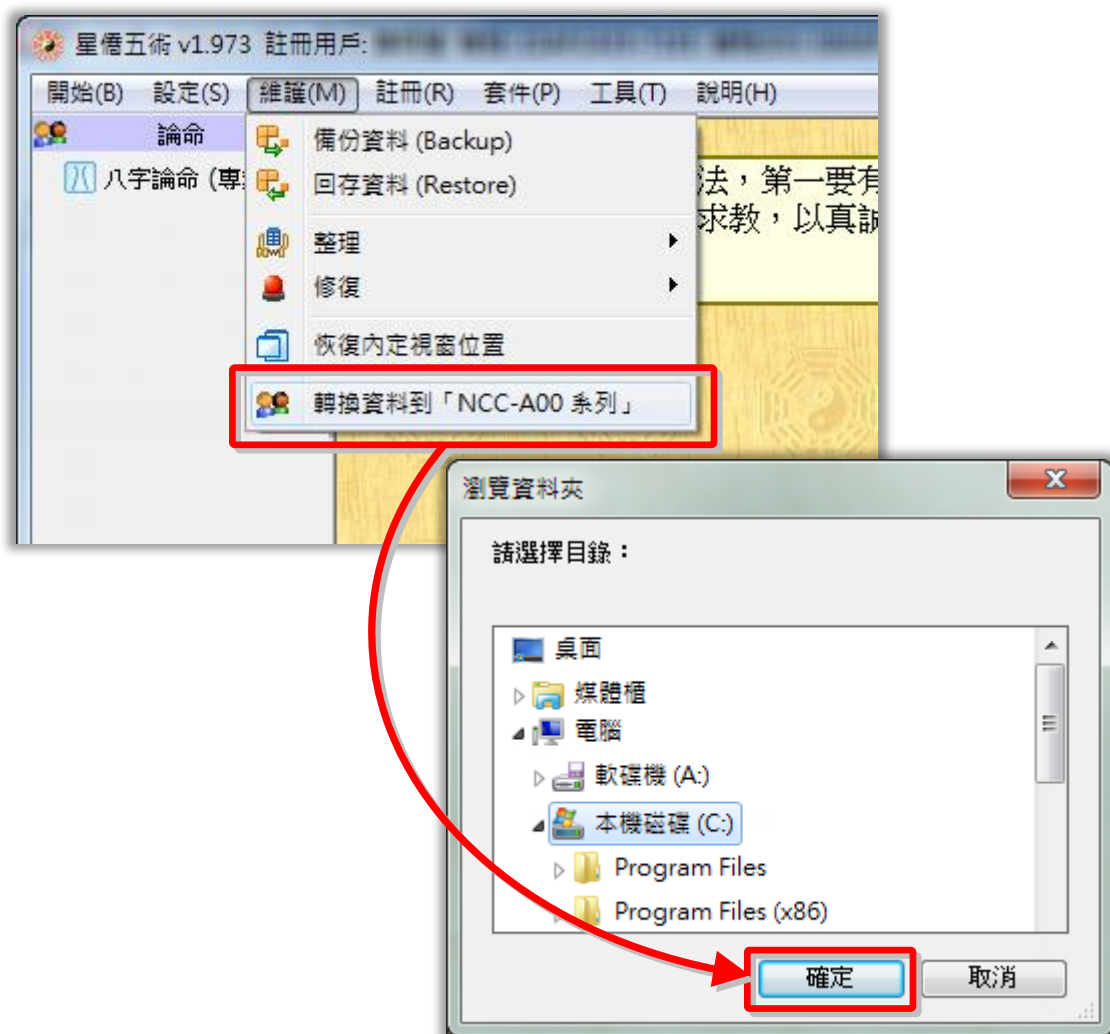 星僑五術 v1.973 註冊用戶:
開始(B) 設定(S) 維護(M) 註冊(R) 套件(P) 工具(T) 說明(H)
論命
八字論命 (專
備份資料 (Backup)
回存資料 (Restore)
整理
修復
恢復內定視窗位置
轉換資料到「NCC-A00 系列」
法，第一要有
求教，以真誠
瀏覽資料夾
請選擇目錄：
桌面
媒體櫃
電腦
軟碟機 (A:)
本機磁碟 (C:)
Program Files
Program Files (x86)
確定 取消